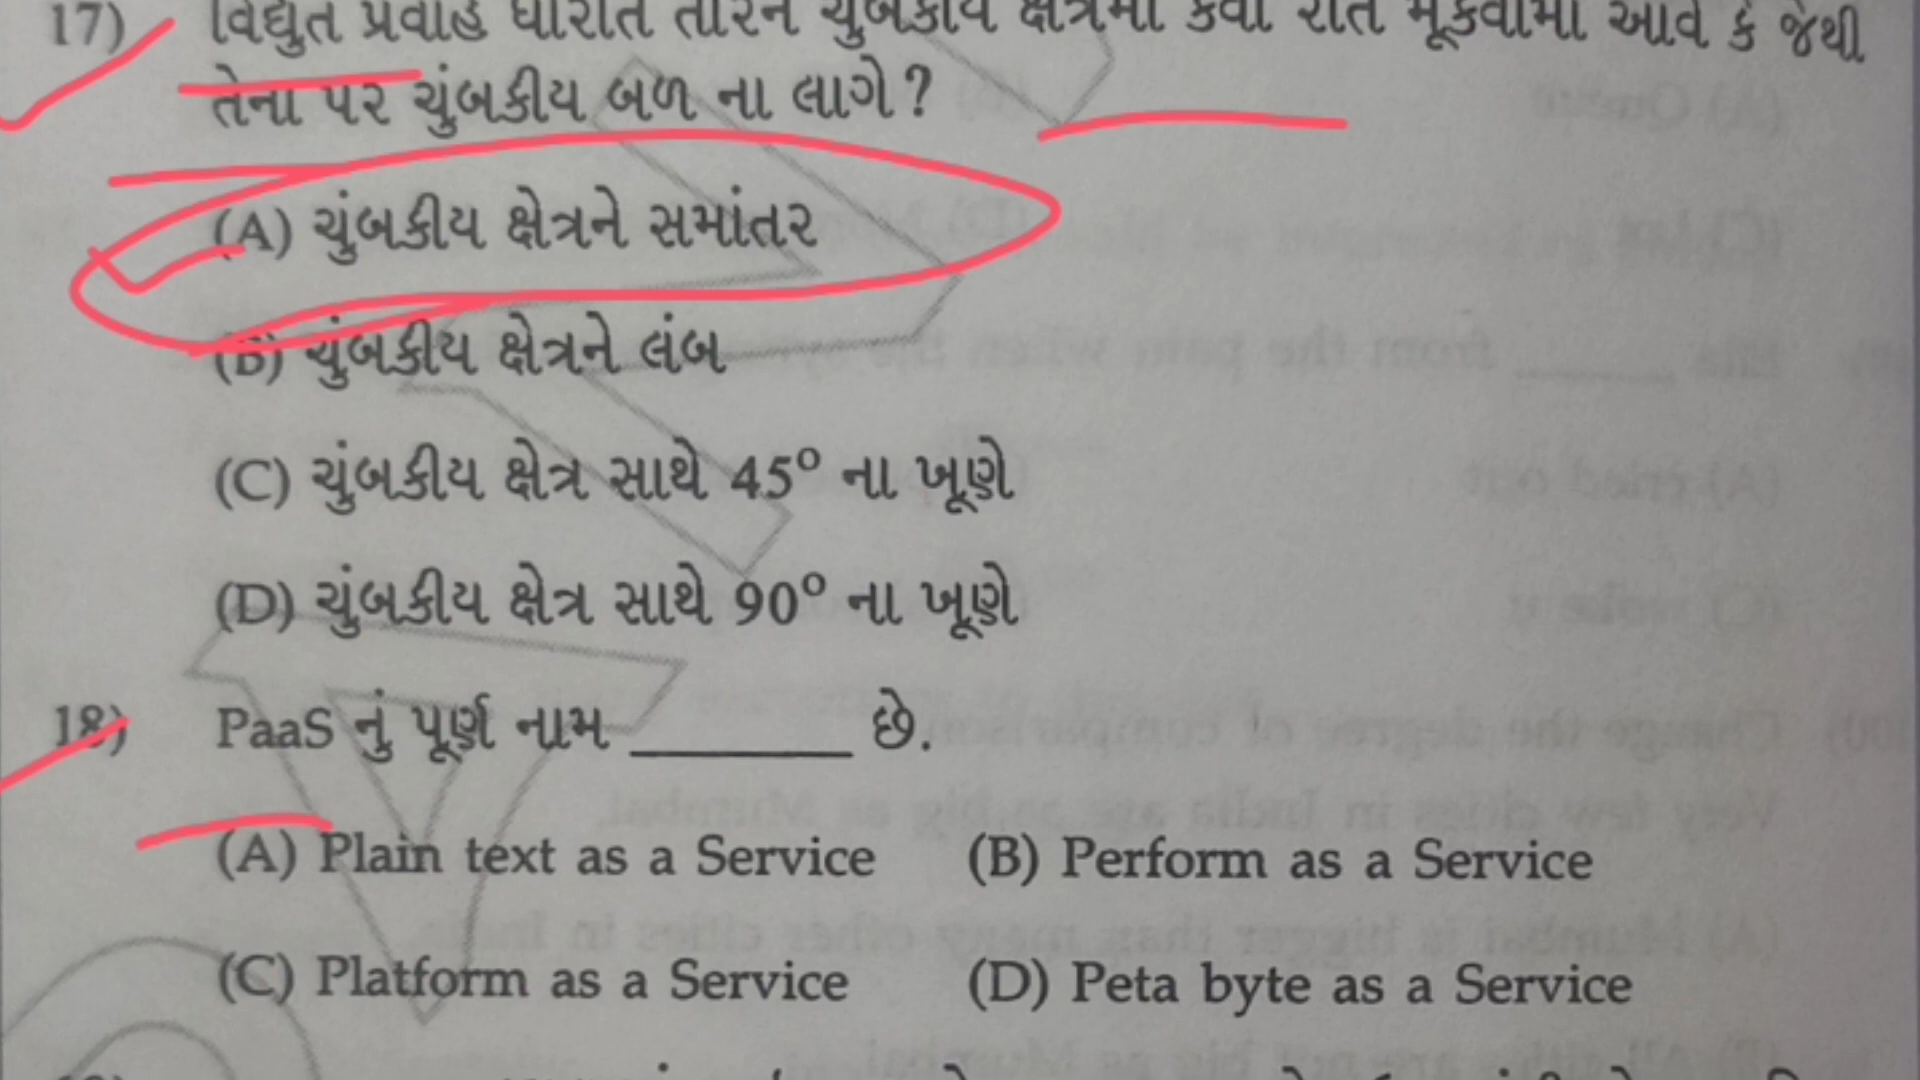 17) વિદ્યુત પ્રવાહ ધારીત તારને ચુંબકીય ક્ષેત્રમાં કેવી રીતે મૂકવામાં આવે કે જેથી
તેના પર ચુંબકીય બળ ના લાગે?
(A) ચુંબકીય ક્ષેત્રને સમાંતર
(B) ચુંબકીય ક્ષેત્રને લંબ
(C) ચુંબકીય ક્ષેત્ર સાથે 45° ના ખૂણે
(D) ચુંબકીય ક્ષેત્ર સાથે 90° ના ખૂણે
18) PaaS નું પૂર્ણ નામ ________ છે.
(A) Plain text as a Service (B) Perform as a Service
(C) Platform as a Service (D) Peta byte as a Service